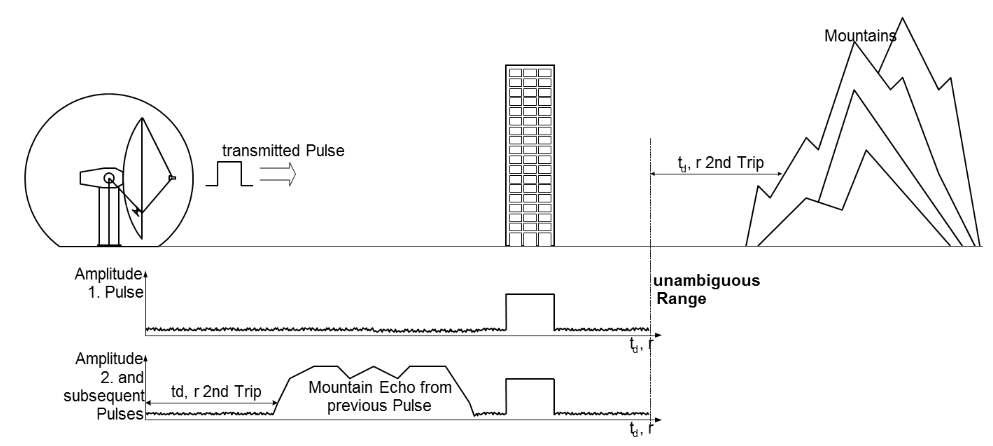 Mountains
transmitted Pulse
td, r 2nd Trip
Amplitude
1. Pulse
unambiguous
Range
td, r
Amplitude
2. and
subsequent
Pulses
td, r 2nd Trip
Mountain Echo from
previous Pulse
td, r